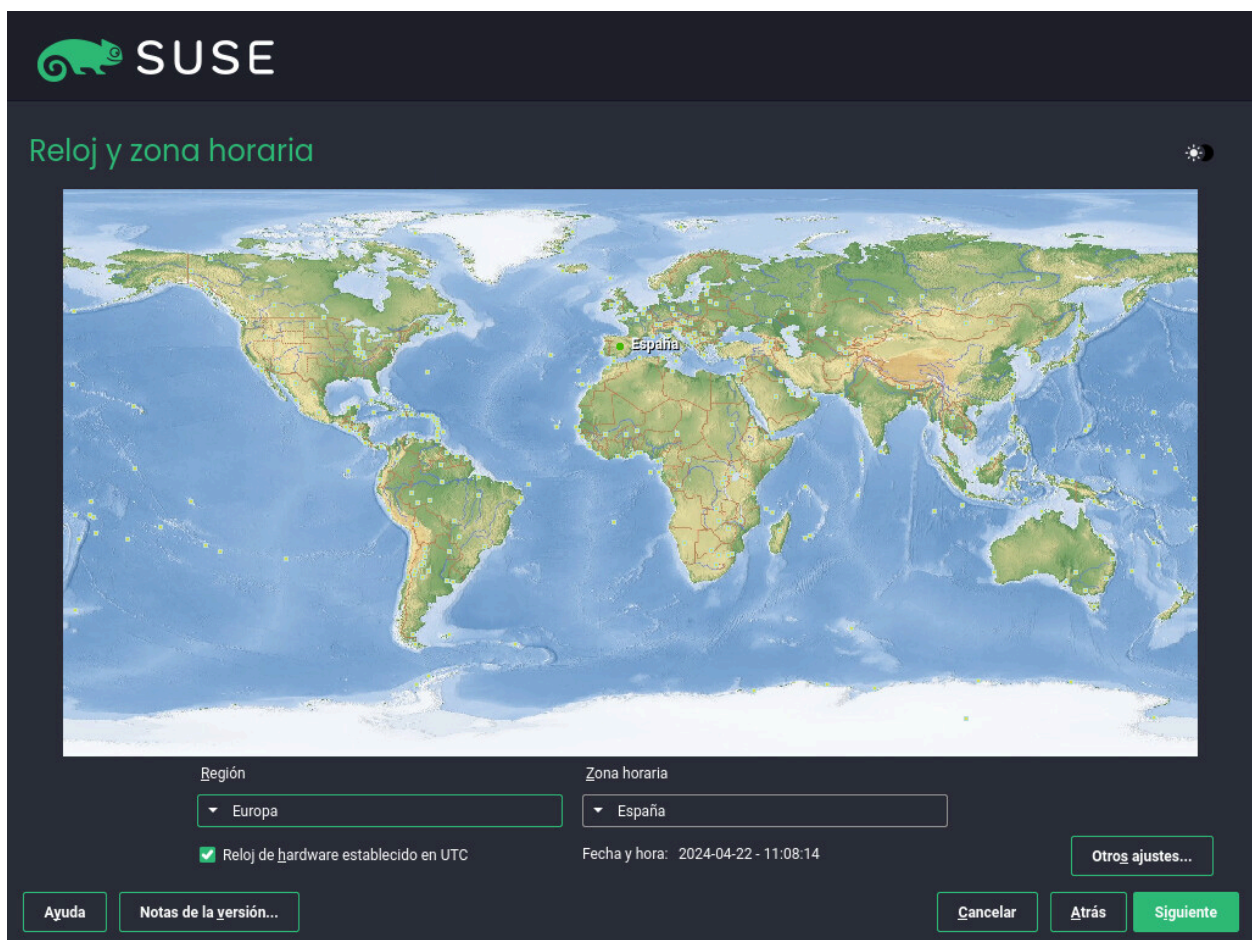 SUSE
Reloj y zona horaria
España
Región
Zona horaria
Europa
España
Reloj de hardware establecido en UTC
Fecha y hora: 2024-04-22 - 11:08:14
Otros ajustes...
Ayuda
Notas de la versión...
Cancelar
Atrás
Siguiente